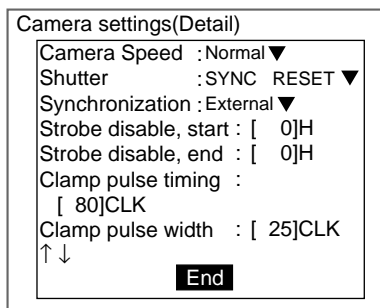 Camera settings(Detail)
Camera Speed :Normal▼
Shutter :SYNC RESET ▼
Synchronization :External▼
Strobe disable, start : [ 0]H
Strobe disable, end : [ 0]H
Clamp pulse timing :
[ 80]CLK
Clamp pulse width : [ 25]CLK
↑↓
End